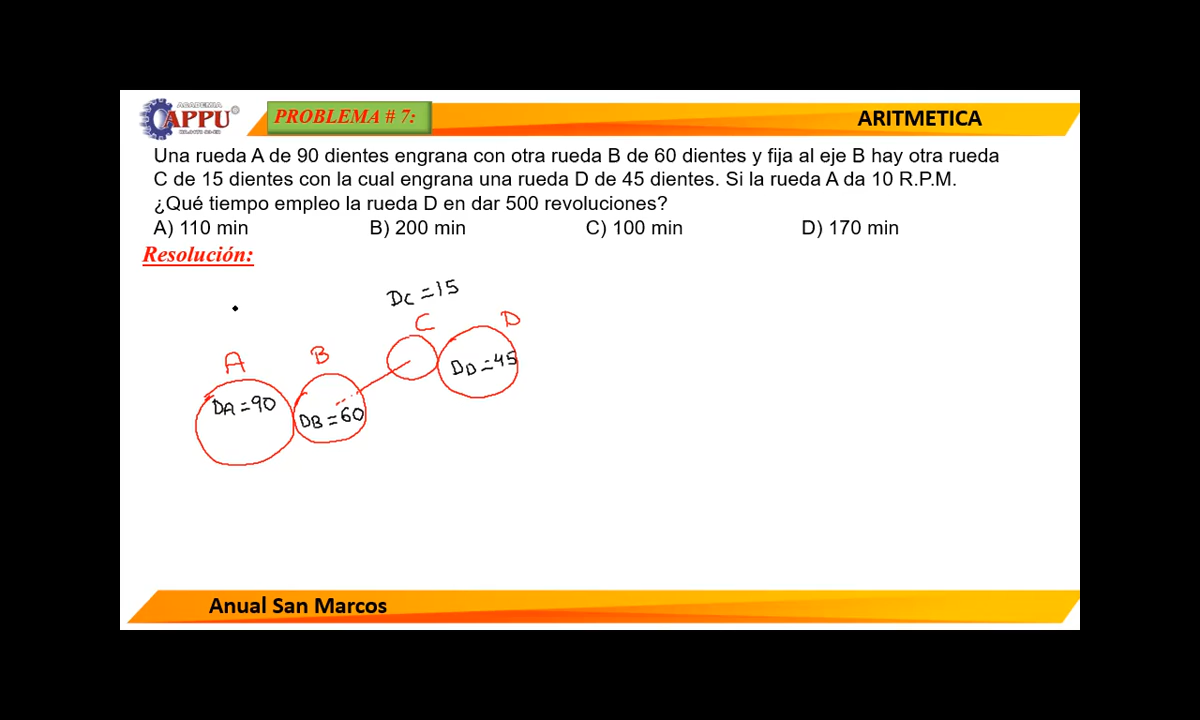 ACADEMIA
APPU
PROBLEMA # 7:
ARITMETICA
Una rueda A de 90 dientes engrana con otra rueda B de 60 dientes y fija al eje B hay otra rueda
C de 15 dientes con la cual engrana una rueda D de 45 dientes. Si la rueda A da 10 R.P.M.
¿Qué tiempo empleo la rueda D en dar 500 revoluciones?
A) 110 min B) 200 min C) 100 min D) 170 min
Resolución:
DC = 15
C D
A B
DD = 45
DA = 90
DB = 60
Anual San Marcos